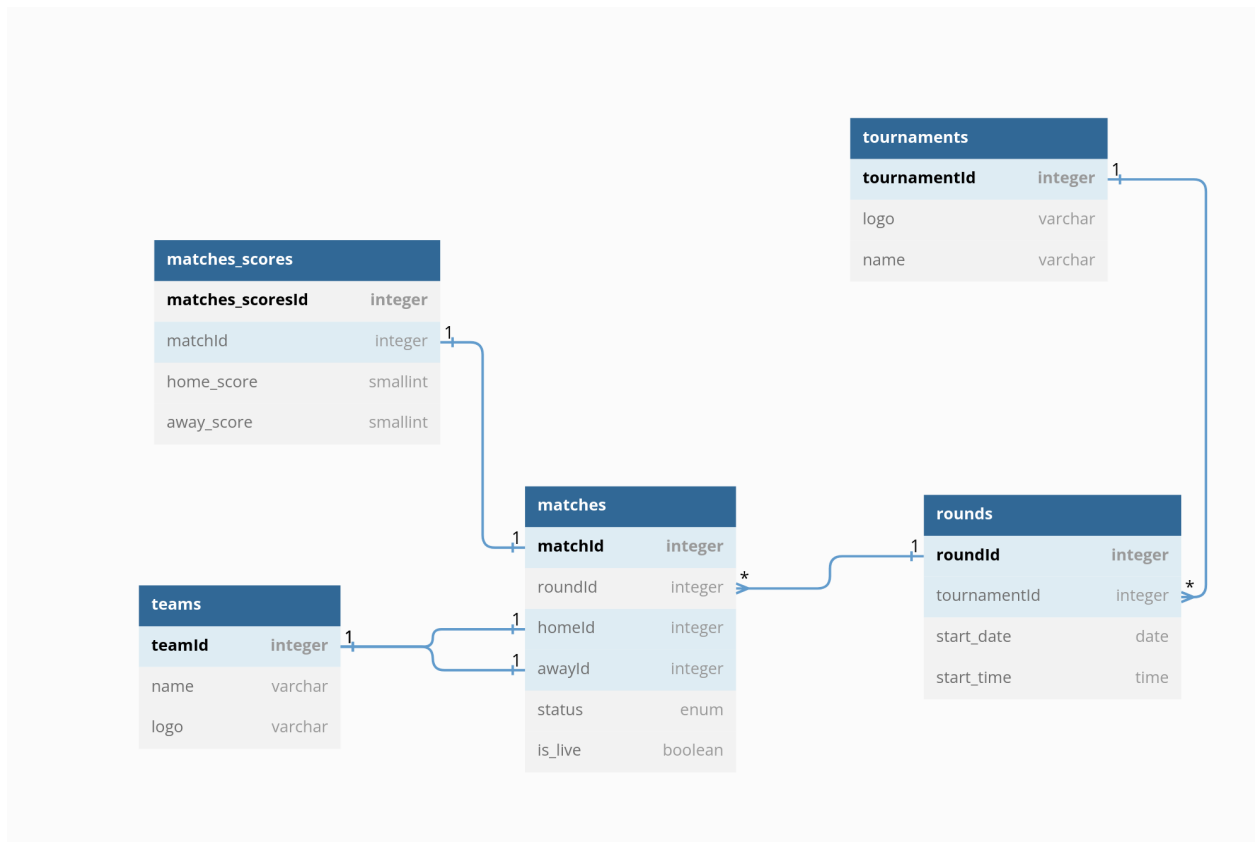 tournaments
tournamentId integer
logo varchar
name varchar
1
matches_scores
matches_scoresId integer
matchId integer
home_score smallint
away_score smallint
1
matches
1
matchId integer
roundId integer
*
1
homeId integer
1
awayId integer
status enum
is_live boolean
rounds
1
roundId integer
tournamentId integer
*
start_date date
start_time time
teams
teamId integer
1
name varchar
logo varchar